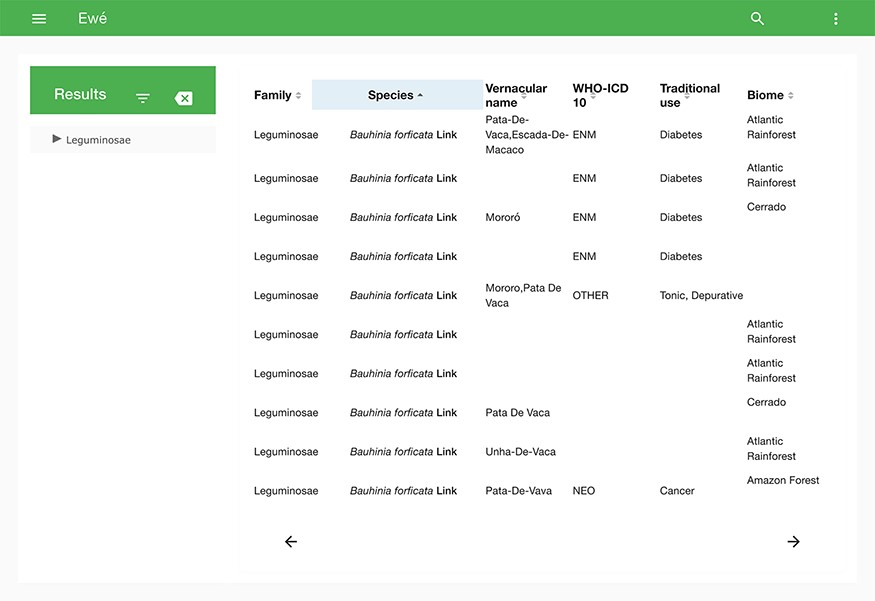 Ewé
Results
Leguminosae
Family Species Vernacular name WHO-ICD 10 Traditional use Biome
Leguminosae Bauhinia forficata Link Pata-De-Vaca,Escada-De-Macaco ENM Diabetes Atlantic Rainforest
Leguminosae Bauhinia forficata Link ENM Diabetes Atlantic Rainforest
Leguminosae Bauhinia forficata Link Mororó ENM Diabetes Cerrado
Leguminosae Bauhinia forficata Link ENM Diabetes
Leguminosae Bauhinia forficata Link Mororo,Pata De Vaca OTHER Tonic, Depurative
Leguminosae Bauhinia forficata Link Atlantic Rainforest
Leguminosae Bauhinia forficata Link Atlantic Rainforest
Leguminosae Bauhinia forficata Link Pata De Vaca Cerrado
Leguminosae Bauhinia forficata Link Unha-De-Vaca Atlantic Rainforest
Leguminosae Bauhinia forficata Link Pata-De-Vava NEO Cancer Amazon Forest